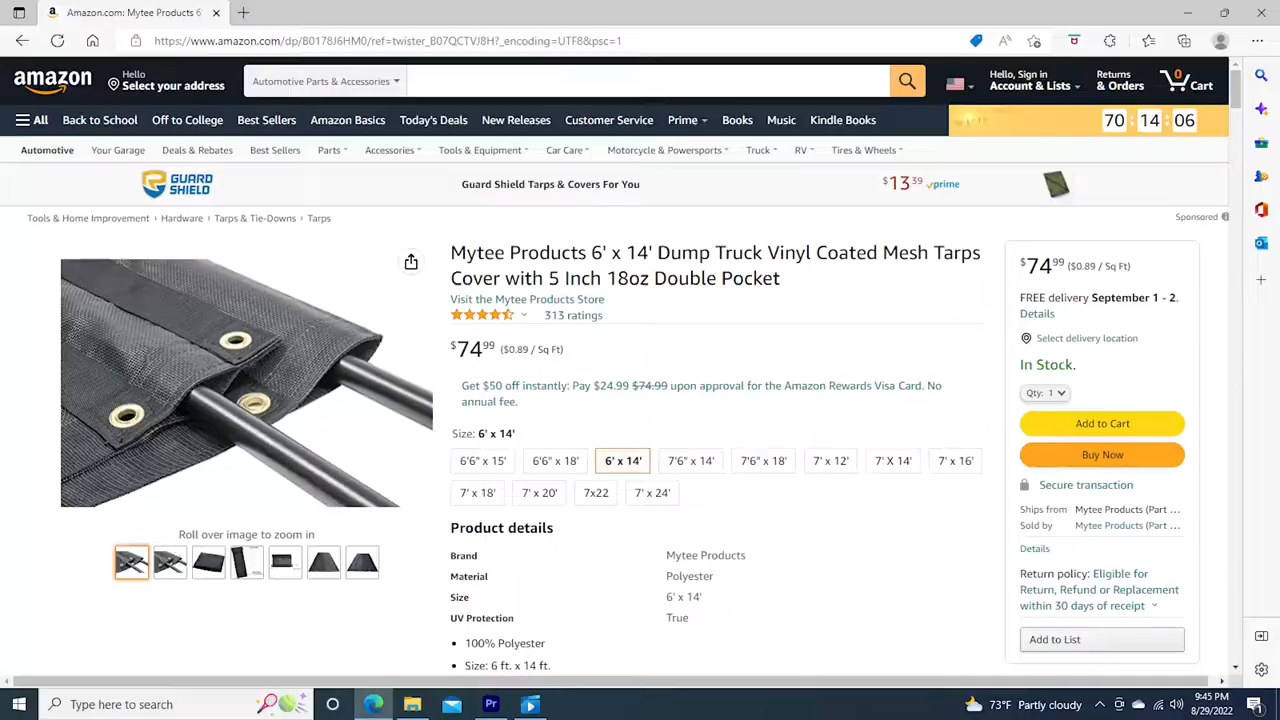 Amazon.com: Mytee Products 6'
https://www.amazon.com/dp/B0178J6HM0/ref=twister_B07QCTVJ8H?_encoding=UTF8&psc=1
amazon
Hello
Select your address
Automotive Parts & Accessories
Hello, Sign in
Account & Lists
Returns
& Orders
0
Cart
All
Back to School
Off to College
Best Sellers
Amazon Basics
Today's Deals
New Releases
Customer Service
Prime
Books
Music
Kindle Books
70:14:06
Automotive
Your Garage
Deals & Rebates
Best Sellers
Parts
Accessories
Tools & Equipment
Car Care
Motorcycle & Powersports
Truck
RV
Tires & Wheels
GUARD
SHIELD
Guard Shield Tarps & Covers For You
$13 39 prime
Tools & Home Improvement › Hardware › Tarps & Tie-Downs › Tarps
Sponsored
Mytee Products 6' x 14' Dump Truck Vinyl Coated Mesh Tarps
Cover with 5 Inch 18oz Double Pocket
Visit the Mytee Products Store
313 ratings
$74 99 ($0.89 / Sq Ft)
Get $50 off instantly: Pay $24.99 $74.99 upon approval for the Amazon Rewards Visa Card. No
annual fee.
Size: 6' x 14'
6'6" x 15'
6'6" x 18'
6' x 14'
7'6" x 14'
7'6" x 18'
7' x 12'
7' X 14'
7' x 16'
7' x 18'
7' x 20'
7x22
7' x 24'
Roll over image to zoom in
Product details
Brand Mytee Products
Material Polyester
Size 6' x 14'
UV Protection True
• 100% Polyester
• Size: 6 ft. x 14 ft.
$74 99 ($0.89 / Sq Ft)
FREE delivery September 1 - 2.
Details
Select delivery location
In Stock.
Qty: 1
Add to Cart
Buy Now
Secure transaction
Ships from Mytee Products (Part ...
Sold by Mytee Products (Part ...
Details
Return policy: Eligible for
Return, Refund or Replacement
within 30 days of receipt
Add to List
Type here to search
Pr
73°F Partly cloudy
9:45 PM
8/29/2022
1